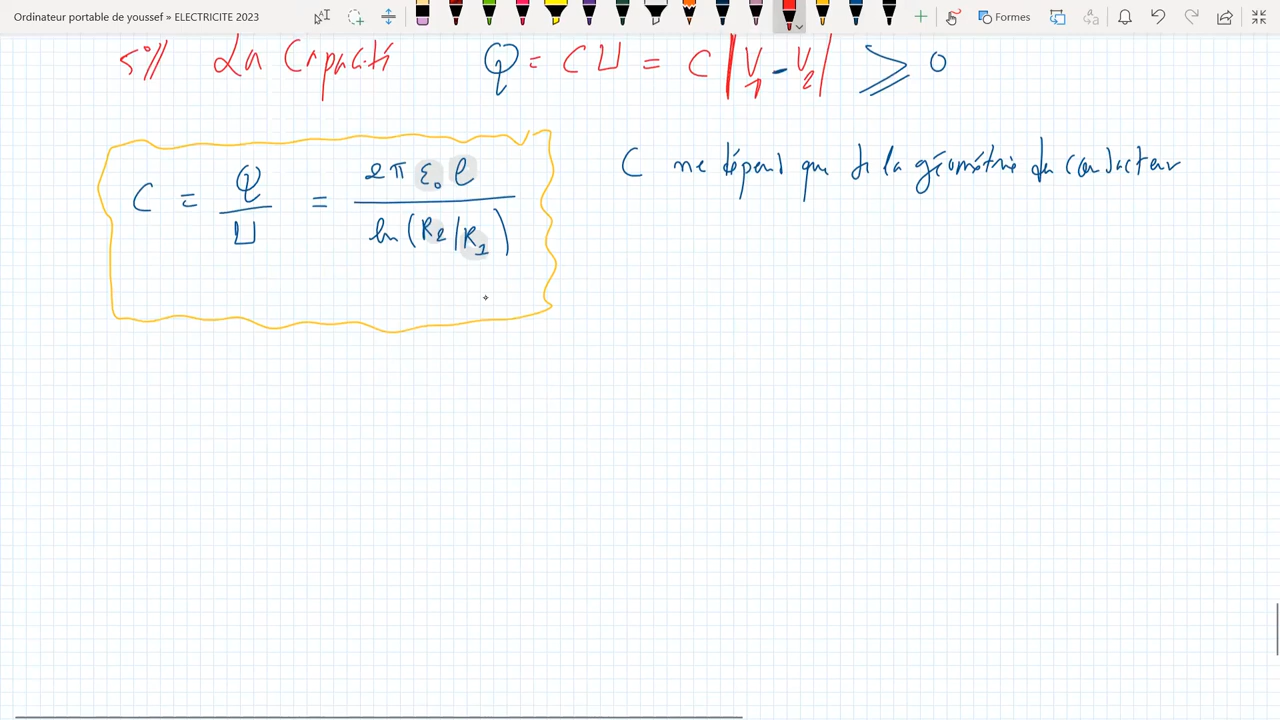 Ordinateur portable de youssef » ELECTRICITE 2023
Formes
5°// La Capacité Q = C U = C |V₁ - V₂| ⩾ 0
C = Q/U = 2π ε₀ l / ln(R₂/R₁)
C ne dépend que de la géométrie du conducteur